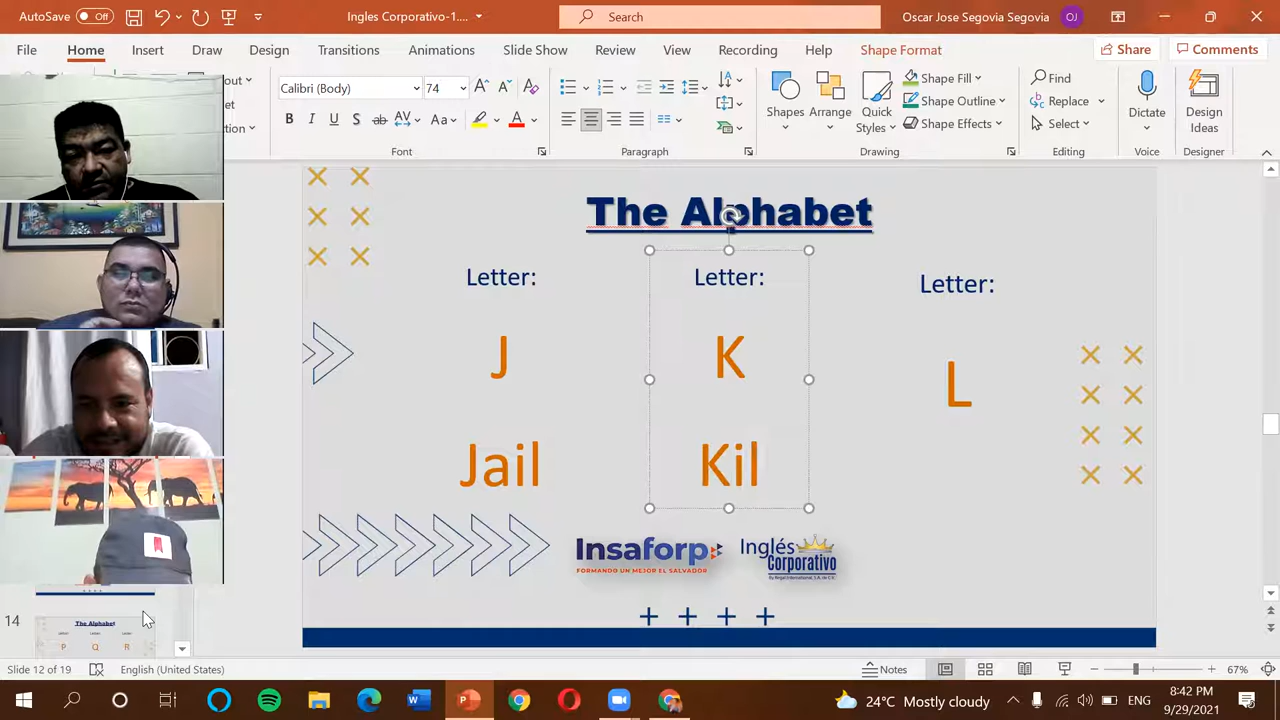 AutoSave Off
Ingles Corporativo-1....
Search
Oscar Jose Segovia Segovia OJ
File Home Insert Draw Design Transitions Animations Slide Show Review View Recording Help Shape Format
Share Comments
Calibri (Body) 74
Shape Fill
Shape Outline
Shape Effects
Find
Replace
Select
Shapes Arrange Quick Styles
Dictate Design Ideas
Font Paragraph Drawing Editing Voice Designer
The Alphabet
Letter: Letter: Letter:
J K L
Jail Kil
Insaforp
FORMANDO UN MEJOR EL SALVADOR
Inglés
Corporativo
14
The Alphabet
P Q R
Slide 12 of 19 English (United States) Notes 67%
24°C Mostly cloudy ENG
8:42 PM
9/29/2021